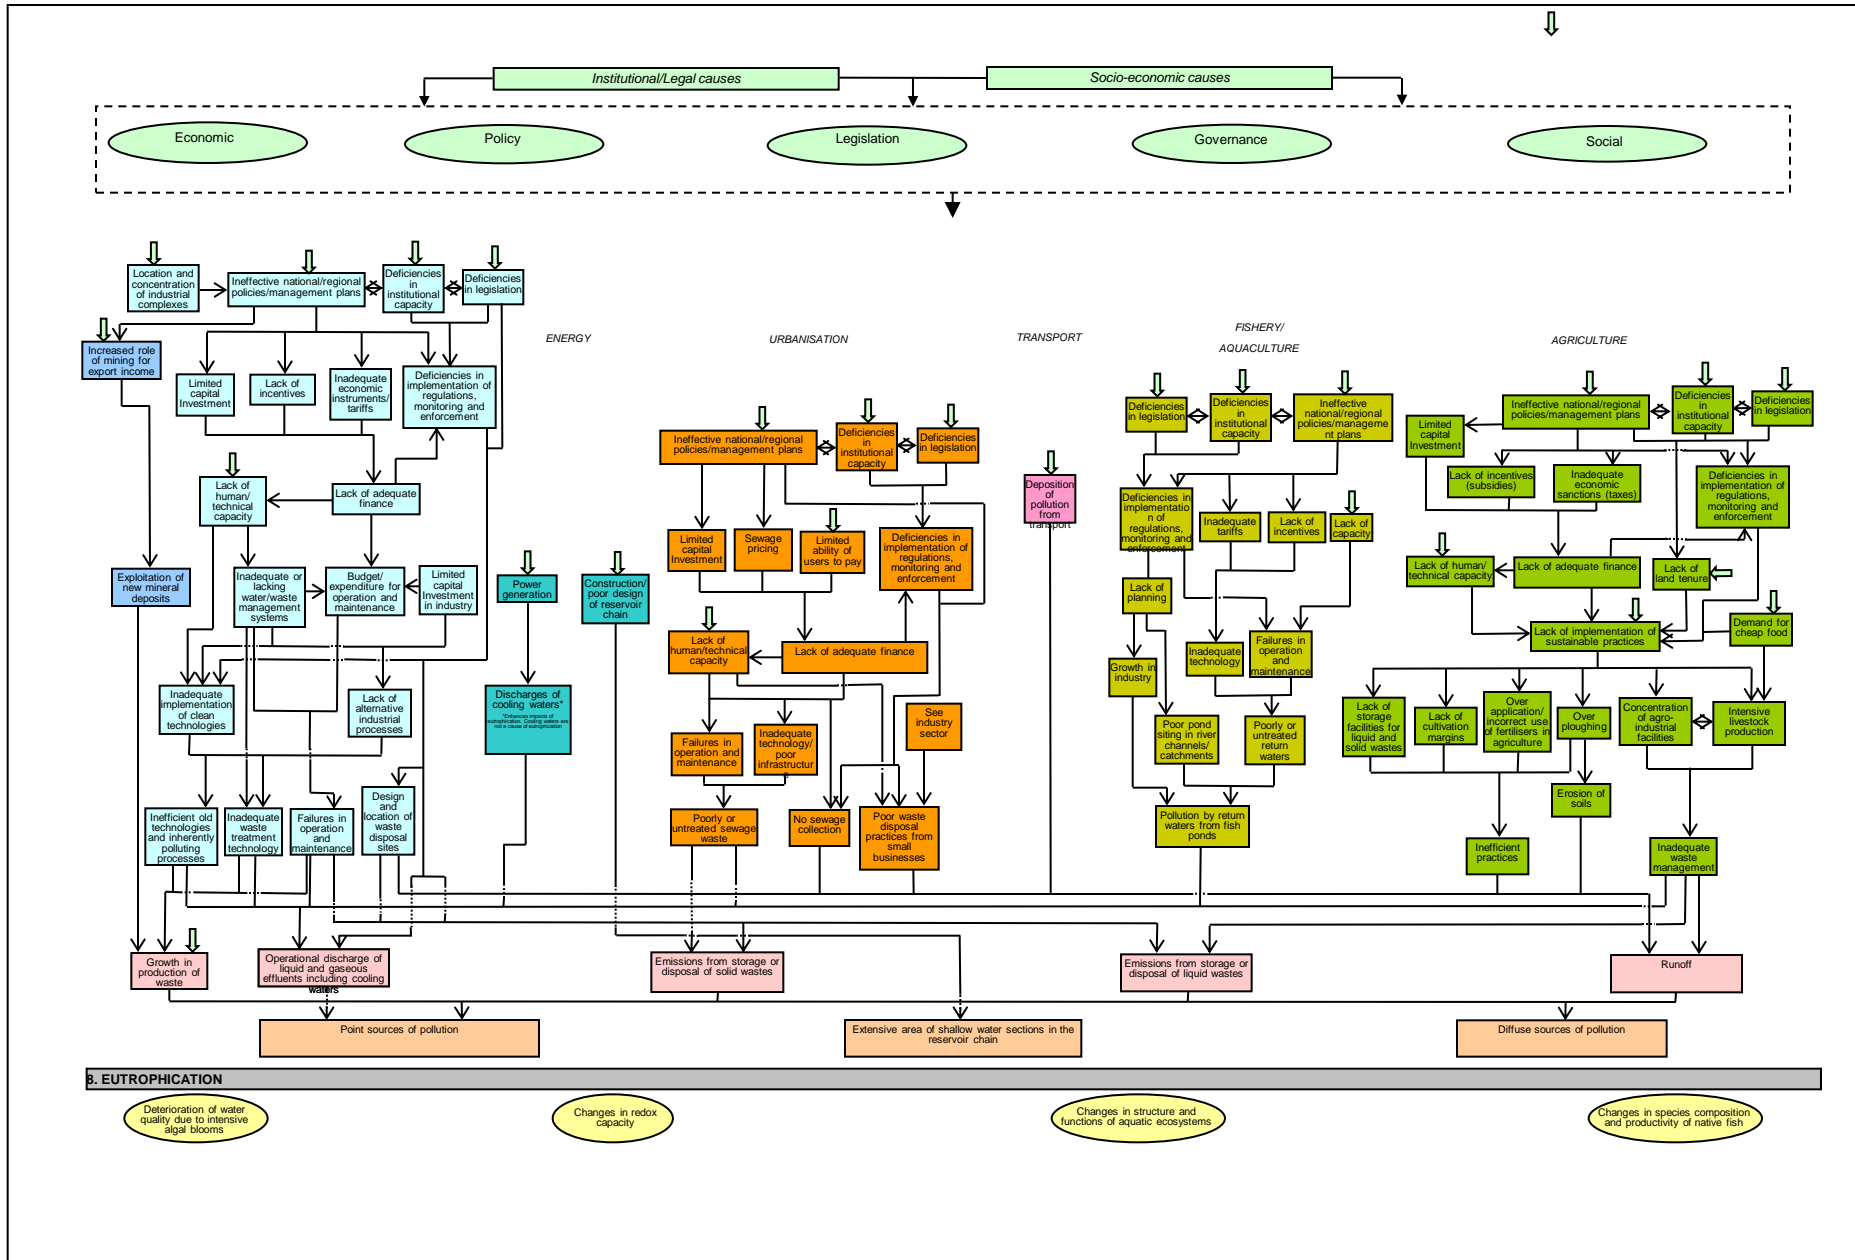 Institutional/Legal causes
Socio-economic causes
Economic
Policy
Legislation
Governance
Social
Location and
concentration
of industrial
complexes
Ineffective national/regional
policies/management plans
Deficiencies
in
institutional
capacity
Deficiencies
in legislation
Increased role
of mining for
export income
Limited
capital
Investment
Lack of
incentives
Inadequate
economic
instruments/
tariffs
Deficiencies in
implementation of
regulations,
monitoring and
enforcement
Lack of
human/
technical
capacity
Lack of adequate
finance
Exploitation of
new mineral
deposits
Inadequate or
lacking
water/waste
management
systems
Budget/
expenditure for
operation and
maintenance
Limited
capital
Investment
in industry
Inadequate
implementation
of clean
technologies
Lack of
alternative
industrial
processes
Inefficient old
technologies
and inherently
polluting
processes
Inadequate
waste
treatment
technology
Failures in
operation
and
maintenance
Design
and
location of
waste
disposal
sites
ENERGY
Power
generation
Construction/
poor design
of reservoir
chain
Discharges of
cooling waters*
*Enhances impacts of
eutrophication. Cooling waters are
not a cause of eutrophication
URBANISATION
Ineffective national/regional
policies/management plans
Deficiencies
in
institutional
capacity
Deficiencies
in legislation
Limited
capital
Investment
Sewage
pricing
Limited
ability of
users to pay
Deficiencies in
implementation of
regulations,
monitoring and
enforcement
Lack of
human/technical
capacity
Lack of adequate finance
See
industry
sector
Failures in
operation and
maintenance
Inadequate
technology/
poor
infrastructur
e
Poorly or
untreated sewage
waste
No sewage
collection
Poor waste
disposal
practices from
small
businesses
TRANSPORT
Deposition
of
pollution
from
transport
FISHERY/
AQUACULTURE
Deficiencies
in legislation
Deficiencies
in
institutional
capacity
Ineffective
national/regional
policies/manageme
nt plans
Deficiencies in
implementatio
n of
regulations,
monitoring and
enforcement
Inadequate
tariffs
Lack of
incentives
Lack of
capacity
Lack of
planning
Growth in
industry
Inadequate
technology
Failures in
operation
and
maintenance
Poor pond
siting in river
channels/
catchments
Poorly or
untreated
return
waters
Pollution by return
waters from fish
ponds
AGRICULTURE
Ineffective national/regional
policies/management plans
Deficiencies
in
institutional
capacity
Deficiencies
in legislation
Limited
capital
Investment
Lack of incentives
(subsidies)
Inadequate
economic
sanctions (taxes)
Deficiencies in
implementation of
regulations,
monitoring and
enforcement
Lack of human/
technical capacity
Lack of adequate finance
Lack of
land tenure
Lack of implementation of
sustainable practices
Demand for
cheap food
Lack of
storage
facilities for
liquid and
solid wastes
Lack of
cultivation
margins
Over
application/
incorrect use
of fertilisers in
agriculture
Over
ploughing
Concentration
of agro-
industrial
facilities
Intensive
livestock
production
Erosion of
soils
Inefficient
practices
Inadequate
waste
management
Growth in
production of
waste
Operational discharge of
liquid and gaseous
effluents including cooling
waters
Emissions from storage or
disposal of solid wastes
Emissions from storage or
disposal of liquid wastes
Runoff
Point sources of pollution
Extensive area of shallow water sections in the
reservoir chain
Diffuse sources of pollution
8. EUTROPHICATION
Deterioration of water
quality due to intensive
algal blooms
Changes in redox
capacity
Changes in structure and
functions of aquatic ecosystems
Changes in species composition
and productivity of native fish